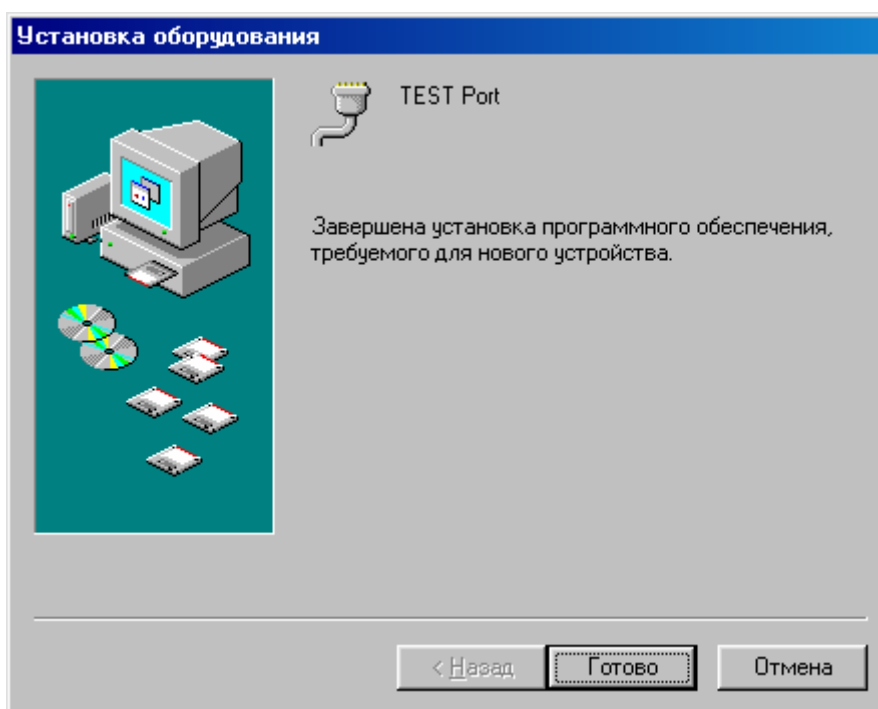 Установка оборудования
TEST Port
Завершена установка программного обеспечения,
требуемого для нового устройства.
< Назад
Готово
Отмена